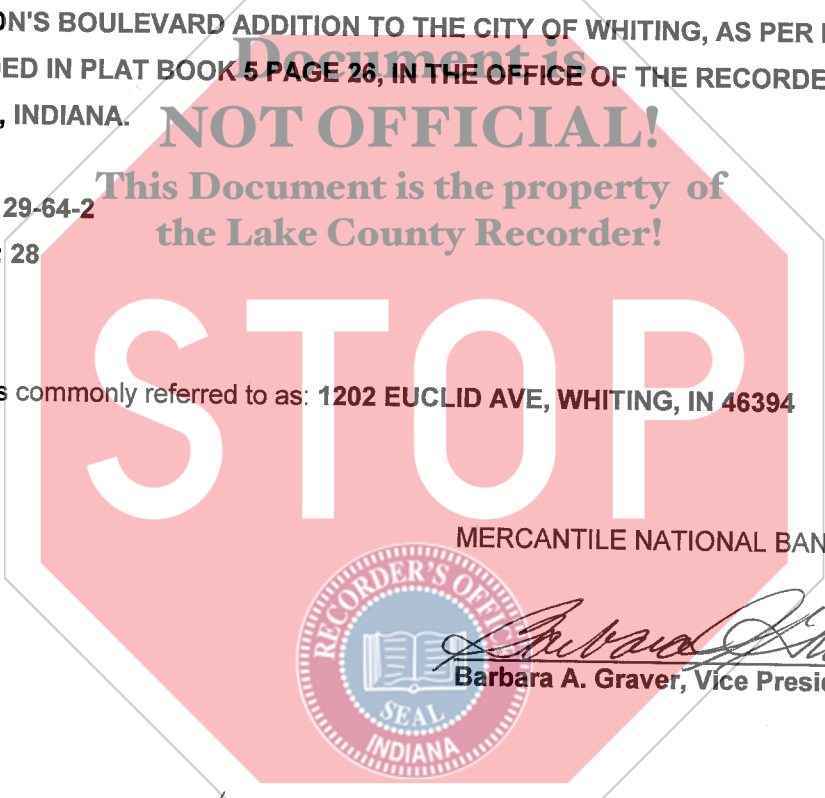 ON'S BOULEVARD ADDITION TO THE CITY OF WHITING, AS PER
DED IN PLAT BOOK 5 PAGE 26, IN THE OFFICE OF THE RECORDE
, INDIANA.
Document is
NOT OFFICIAL!
This Document is the property of
the Lake County Recorder!
29-64-2
: 28
STOP
s commonly referred to as: 1202 EUCLID AVE, WHITING, IN 46394
MERCANTILE NATIONAL BAN
Barbara A. Graver, Vice Presid
RECORDER'S OFFICE
SEAL
INDIANA